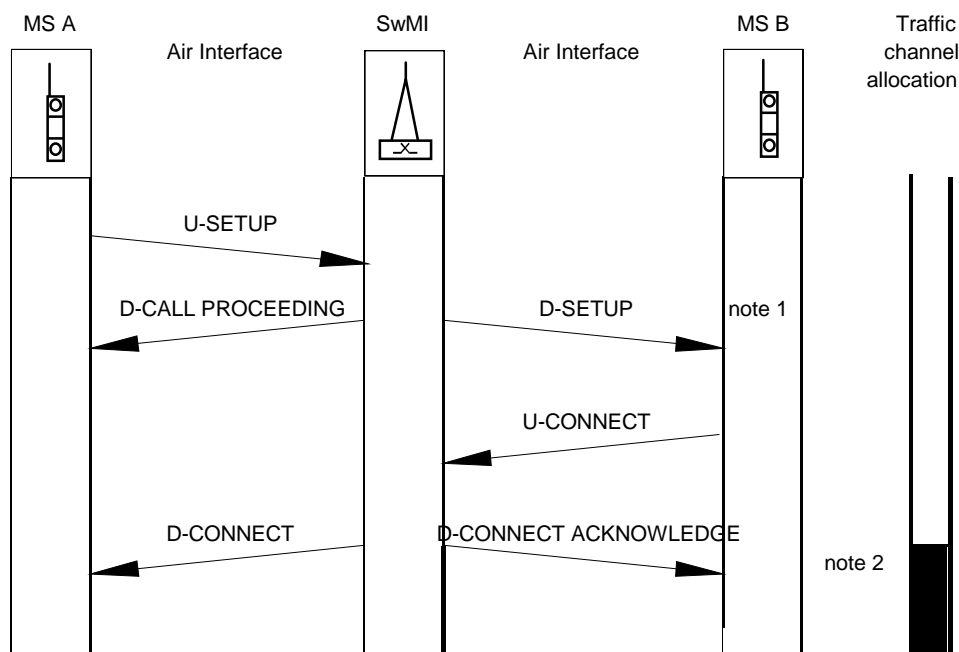 MS A
SwMI
MS B
Traffic
channel
allocation
Air Interface
Air Interface
U-SETUP
D-CALL PROCEEDING
D-SETUP
note 1
U-CONNECT
D-CONNECT
D-CONNECT ACKNOWLEDGE
note 2